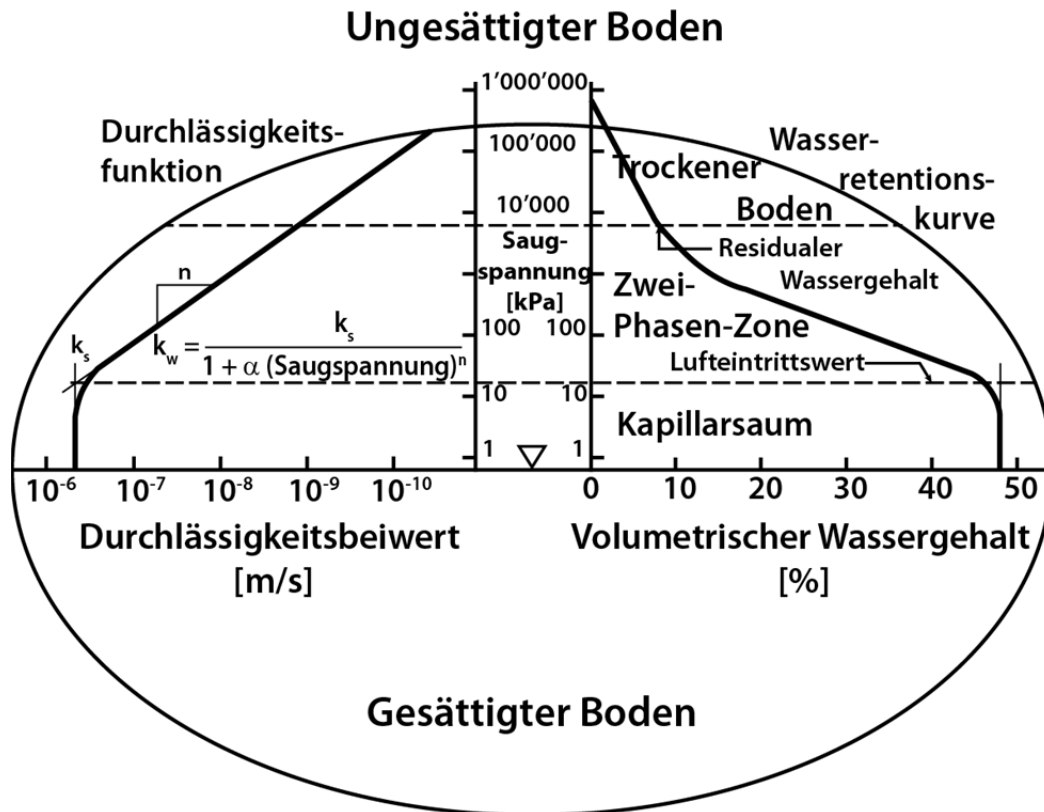 Ungesättigter Boden
Durchlässigkeits-
funktion
1'000'000
100'000
10'000
Saug-
spannung
[kPa]
100 100
10 10
1 1
n
k_s
k_w = k_s / 1 + α (Saugspannung)^n
Wasser-
retentions-
kurve
Trockener
Boden
Residualer
Wassergehalt
Zwei-
Phasen-Zone
Lufteintrittswert
Kapillarsaum
10^-6 10^-7 10^-8 10^-9 10^-10
0 10 20 30 40 50
Durchlässigkeitsbeiwert
[m/s]
Volumetrischer Wassergehalt
[%]
Gesättigter Boden